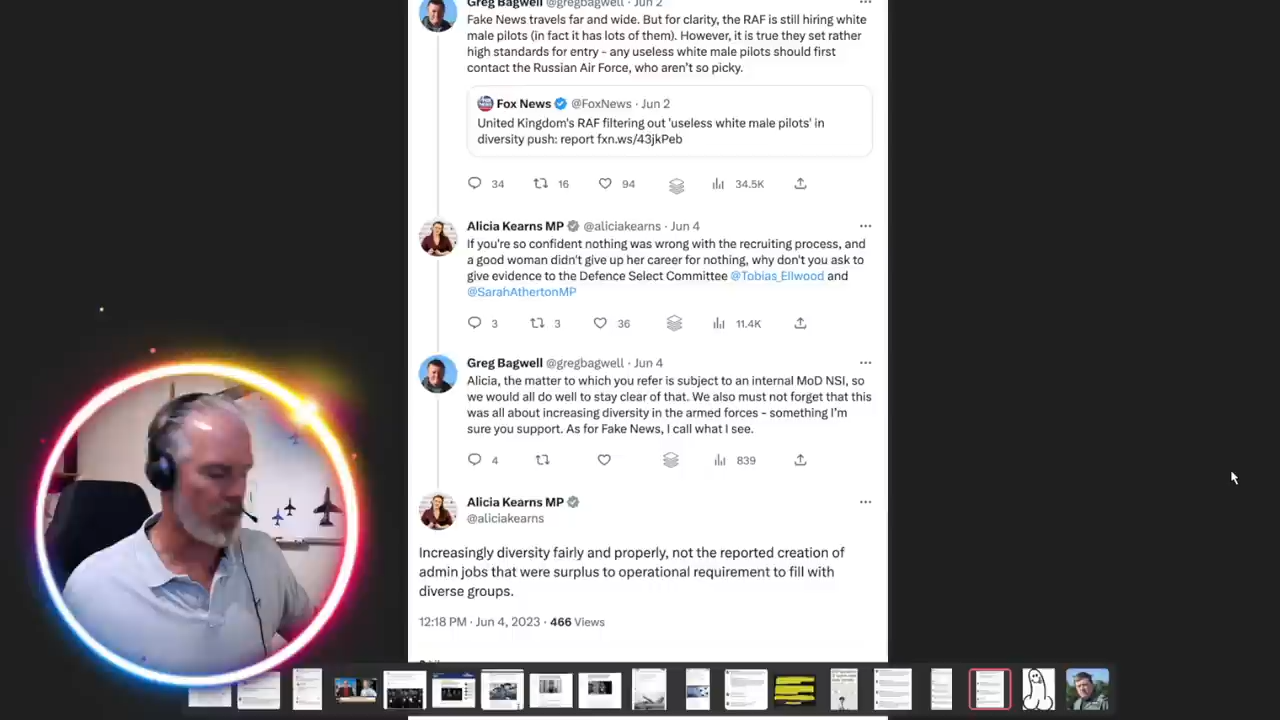 Greg Bagwell @gregbagwell · Jun 2
Fake News travels far and wide. But for clarity, the RAF is still hiring white
male pilots (in fact it has lots of them). However, it is true they set rather
high standards for entry - any useless white male pilots should first
contact the Russian Air Force, who aren't so picky.
Fox News @FoxNews · Jun 2
United Kingdom's RAF filtering out 'useless white male pilots' in
diversity push: report fxn.ws/43jkPeb
34 16 94 34.5K
Alicia Kearns MP @aliciakearns · Jun 4
If you're so confident nothing was wrong with the recruiting process, and
a good woman didn't give up her career for nothing, why don't you ask to
give evidence to the Defence Select Committee @Tobias_Ellwood and
@SarahAthertonMP
3 3 36 11.4K
Greg Bagwell @gregbagwell · Jun 4
Alicia, the matter to which you refer is subject to an internal MoD NSI, so
we would all do well to stay clear of that. We also must not forget that this
was all about increasing diversity in the armed forces - something I'm
sure you support. As for Fake News, I call what I see.
4 839
Alicia Kearns MP
@aliciakearns
Increasingly diversity fairly and properly, not the reported creation of
admin jobs that were surplus to operational requirement to fill with
diverse groups.
12:18 PM · Jun 4, 2023 · 466 Views